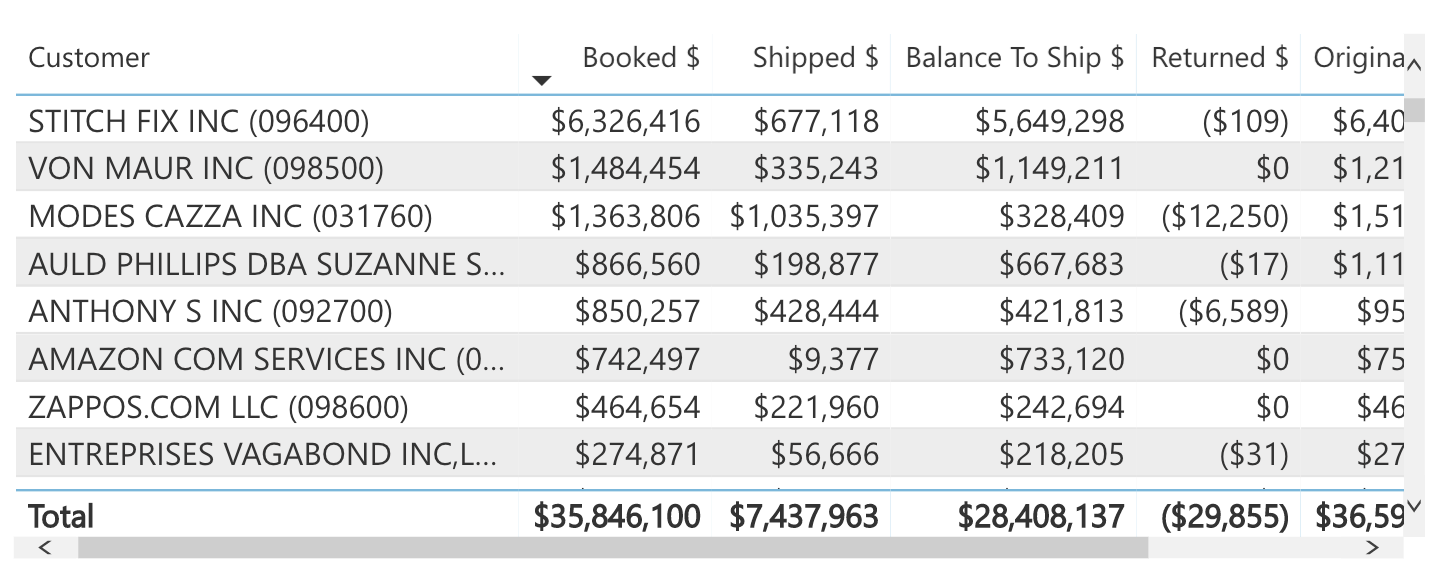 Customer Booked $ Shipped $ Balance To Ship $ Returned $ Origina
STITCH FIX INC (096400) $6,326,416 $677,118 $5,649,298 ($109) $6,40
VON MAUR INC (098500) $1,484,454 $335,243 $1,149,211 $0 $1,21
MODES CAZZA INC (031760) $1,363,806 $1,035,397 $328,409 ($12,250) $1,51
AULD PHILLIPS DBA SUZANNE S... $866,560 $198,877 $667,683 ($17) $1,11
ANTHONY S INC (092700) $850,257 $428,444 $421,813 ($6,589) $95
AMAZON COM SERVICES INC (0... $742,497 $9,377 $733,120 $0 $75
ZAPPOS.COM LLC (098600) $464,654 $221,960 $242,694 $0 $46
ENTREPRISES VAGABOND INC,L... $274,871 $56,666 $218,205 ($31) $27
Total $35,846,100 $7,437,963 $28,408,137 ($29,855) $36,59